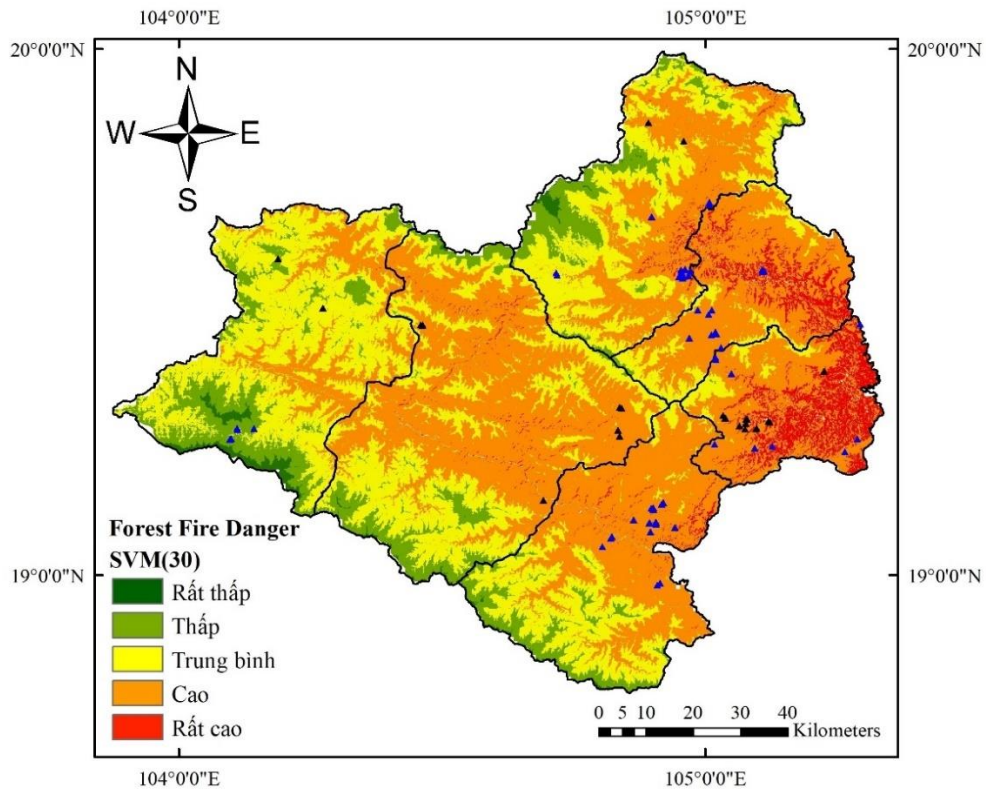 104°0'0"E 105°0'0"E
20°0'0"N 20°0'0"N
N
W E
S
Forest Fire Danger
SVM(30)
Rất thấp
Thấp
Trung bình
Cao
Rất cao
19°0'0"N 19°0'0"N
0 5 10 20 30 40
Kilometers
104°0'0"E 105°0'0"E